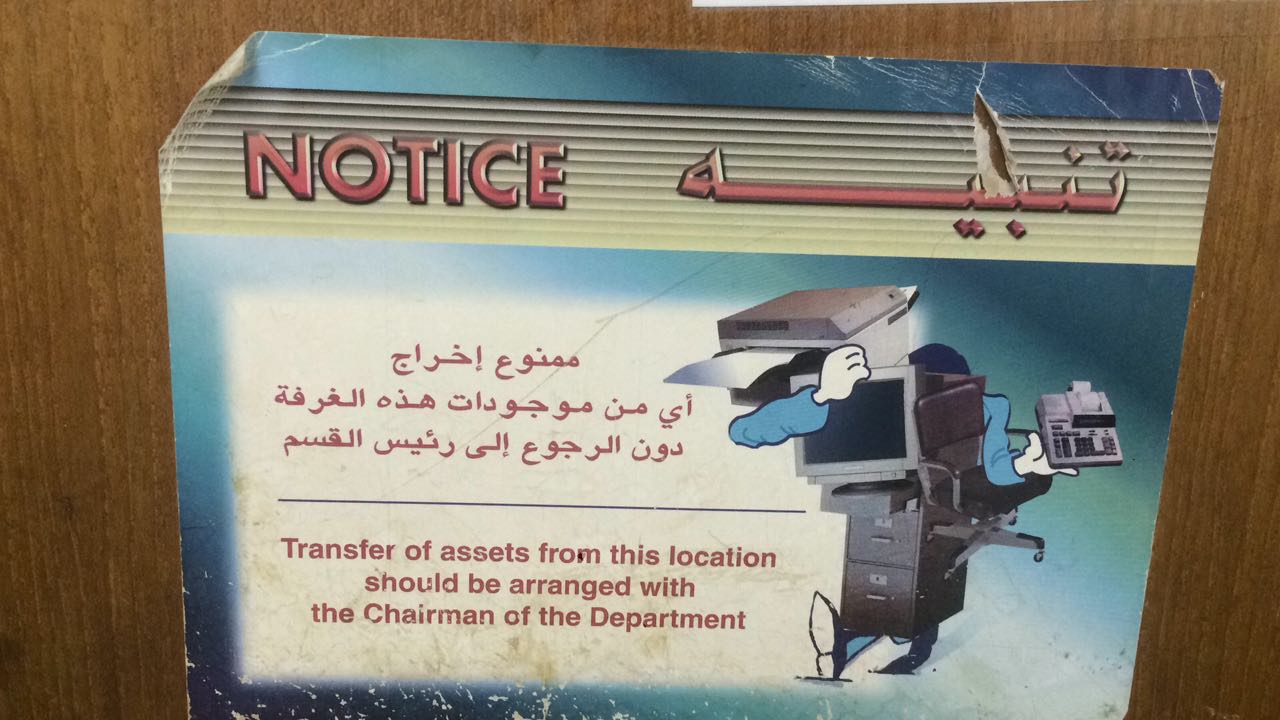 NOTICE
تنبيه
ممنوع إخراج
أي من موجودات هذه الغرفة
دون الرجوع إلى رئيس القسم
Transfer of assets from this location
should be arranged with
the Chairman of the Department